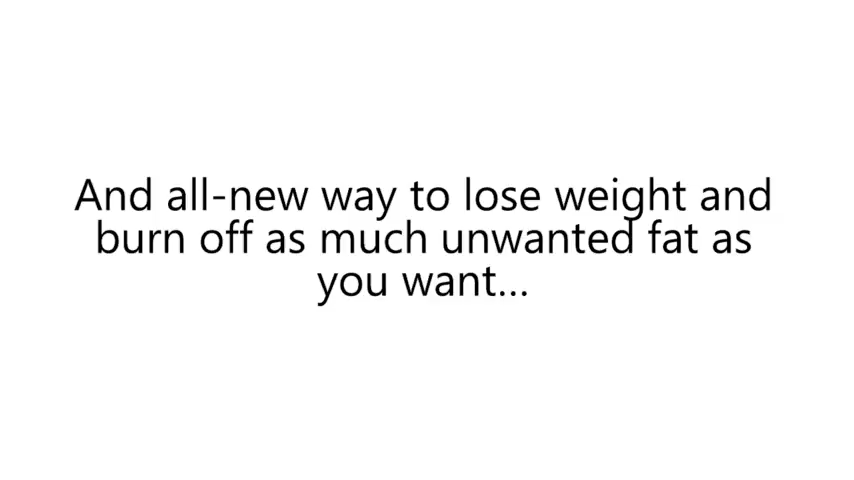 And all-new way to lose weight and
burn off as much unwanted fat as
you want...